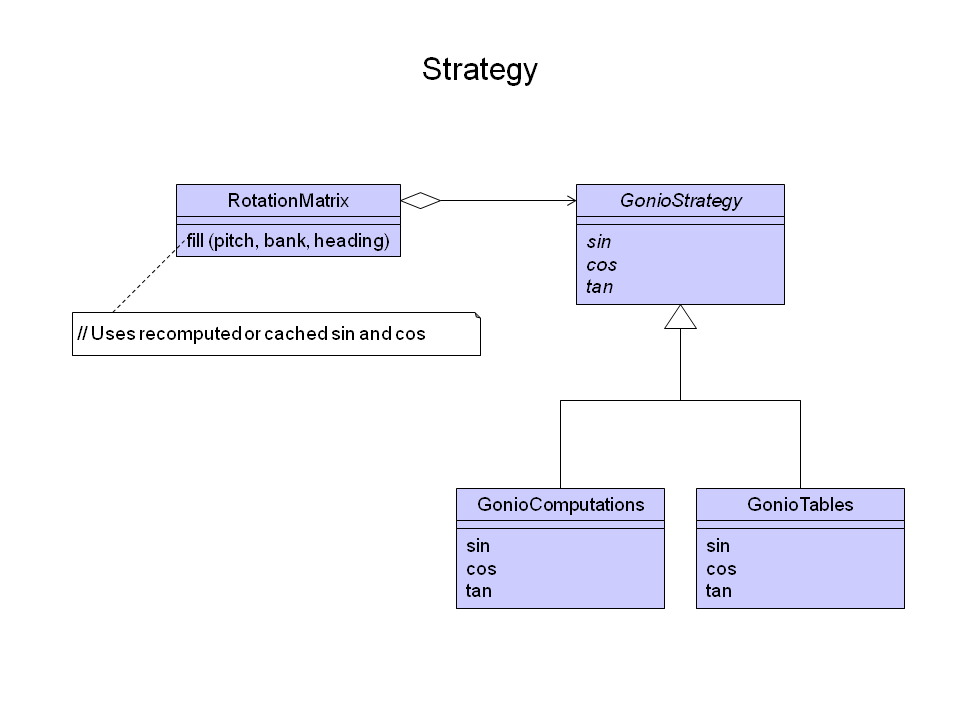 Strategy
RotationMatrix
fill (pitch, bank, heading)
// Uses recomputed or cached sin and cos
GonioStrategy
sin
cos
tan
GonioComputations
sin
cos
tan
GonioTables
sin
cos
tan